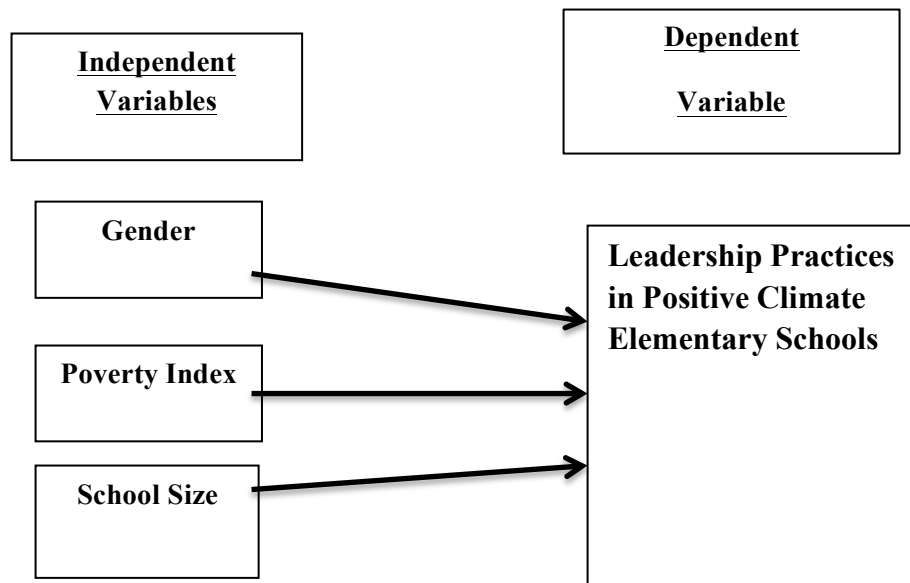 Independent
Variables
Dependent
Variable
Gender
Poverty Index
School Size
Leadership Practices
in Positive Climate
Elementary Schools